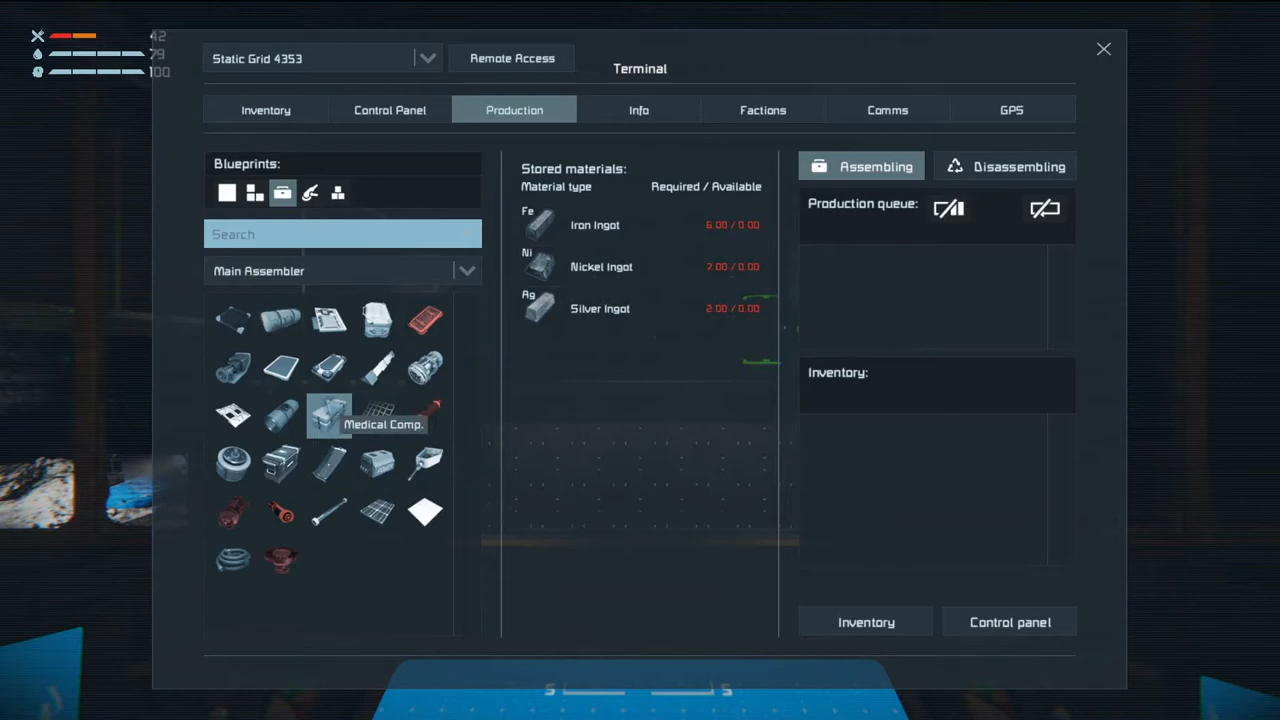 42
79
100
Static Grid 4353
Remote Access
Terminal
Inventory
Control Panel
Production
Info
Factions
Comms
GPS
Blueprints:
Search
Main Assembler
Medical Comp.
Stored materials:
Material type
Required / Available
Fe
Iron Ingot
6.00 / 0.00
Ni
Nickel Ingot
7.00 / 0.00
Ag
Silver Ingot
2.00 / 0.00
Assembling
Disassembling
Production queue:
Inventory:
Inventory
Control panel
S
S